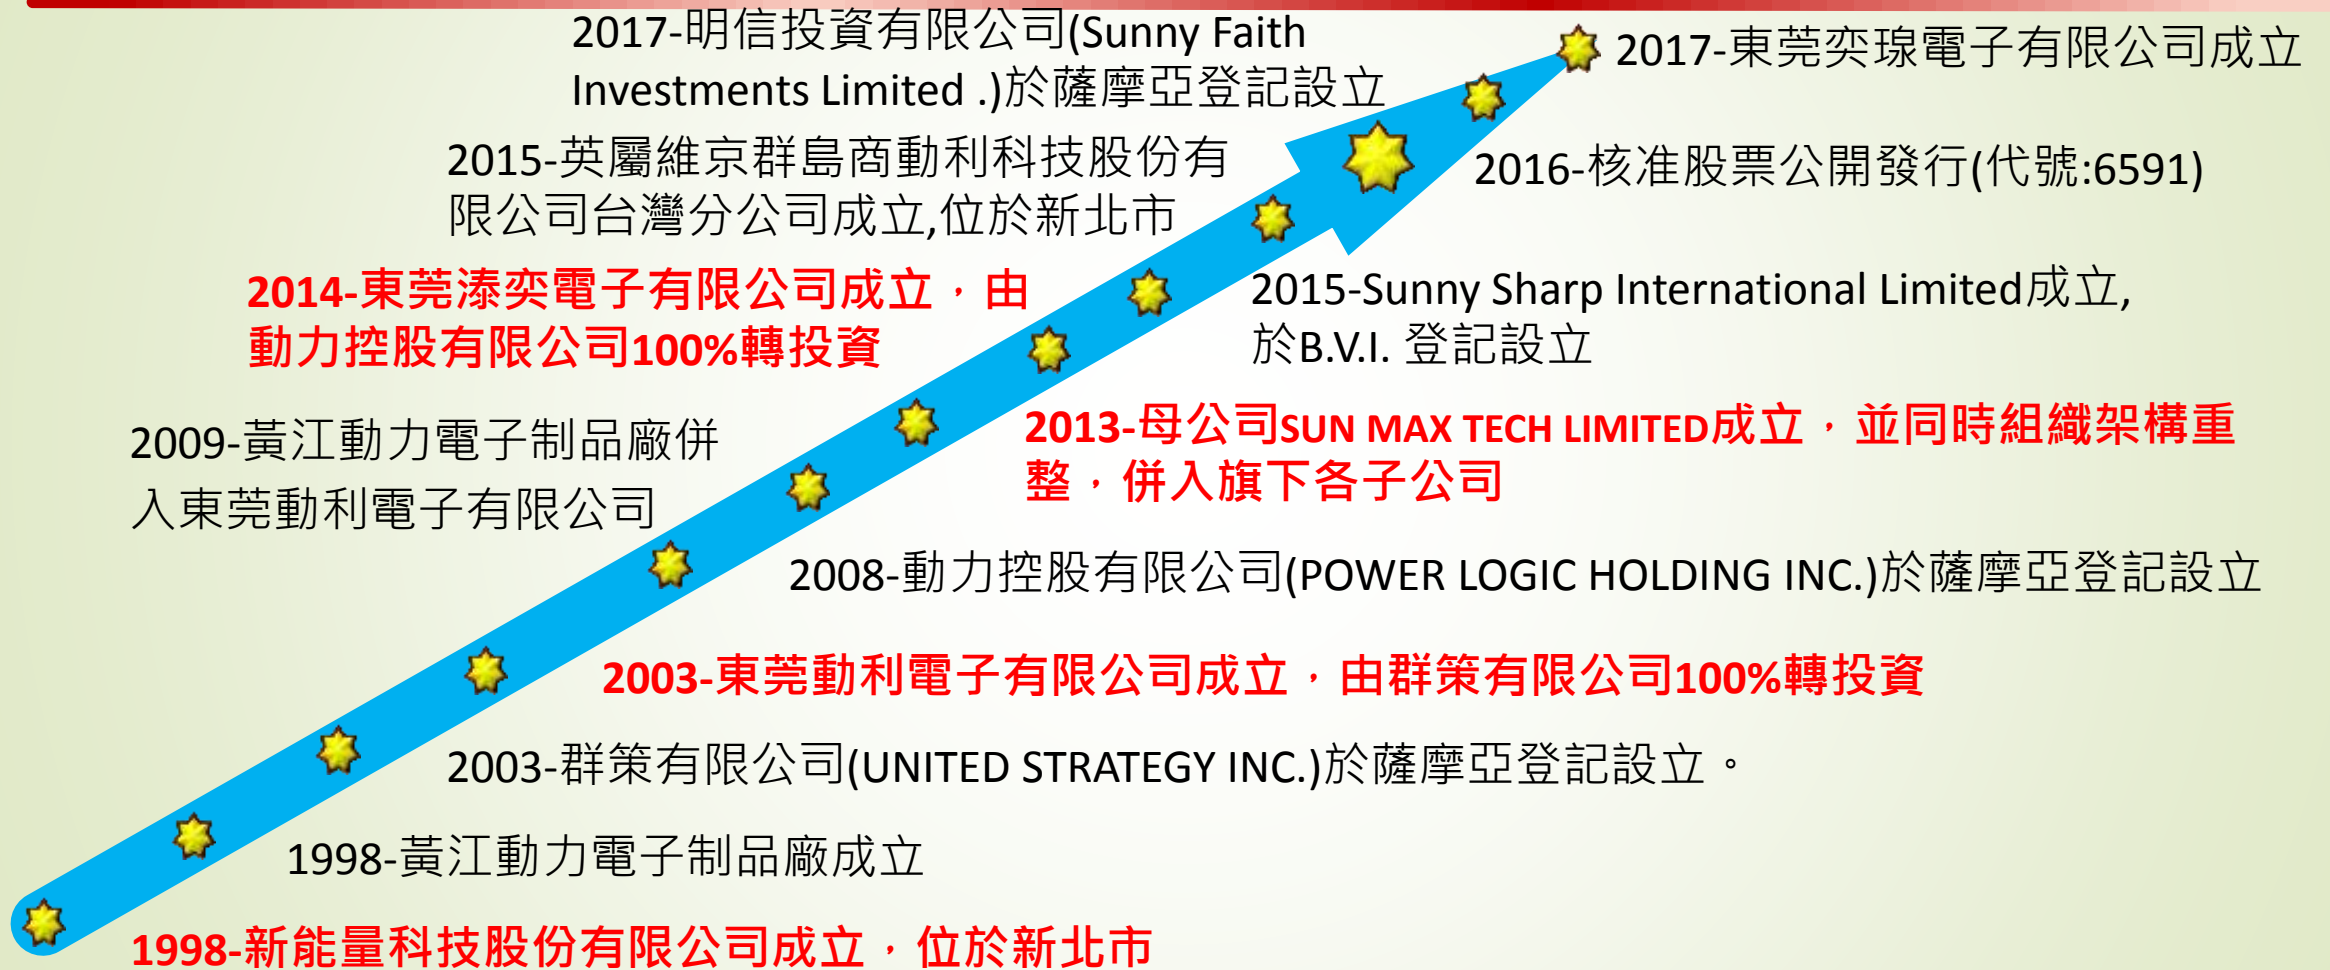 2017-明信投資有限公司(Sunny Faith
Investments Limited .)於薩摩亞登記設立
2017-東莞奕瑔電子有限公司成立
2015-英屬維京群島商動利科技股份有
限公司台灣分公司成立,位於新北市
2016-核准股票公開發行(代號:6591)
2014-東莞漆奕電子有限公司成立，由
動力控股有限公司100%轉投資
2015-Sunny Sharp International Limited成立,
於B.V.I. 登記設立
2009-黃江動力電子制品廠併
入東莞動利電子有限公司
2013-母公司SUN MAX TECH LIMITED成立，並同時組織架構重
整，併入旗下各子公司
2008-動力控股有限公司(POWER LOGIC HOLDING INC.)於薩摩亞登記設立
2003-東莞動利電子有限公司成立，由群策有限公司100%轉投資
2003-群策有限公司(UNITED STRATEGY INC.)於薩摩亞登記設立。
1998-黃江動力電子制品廠成立
1998-新能量科技股份有限公司成立，位於新北市